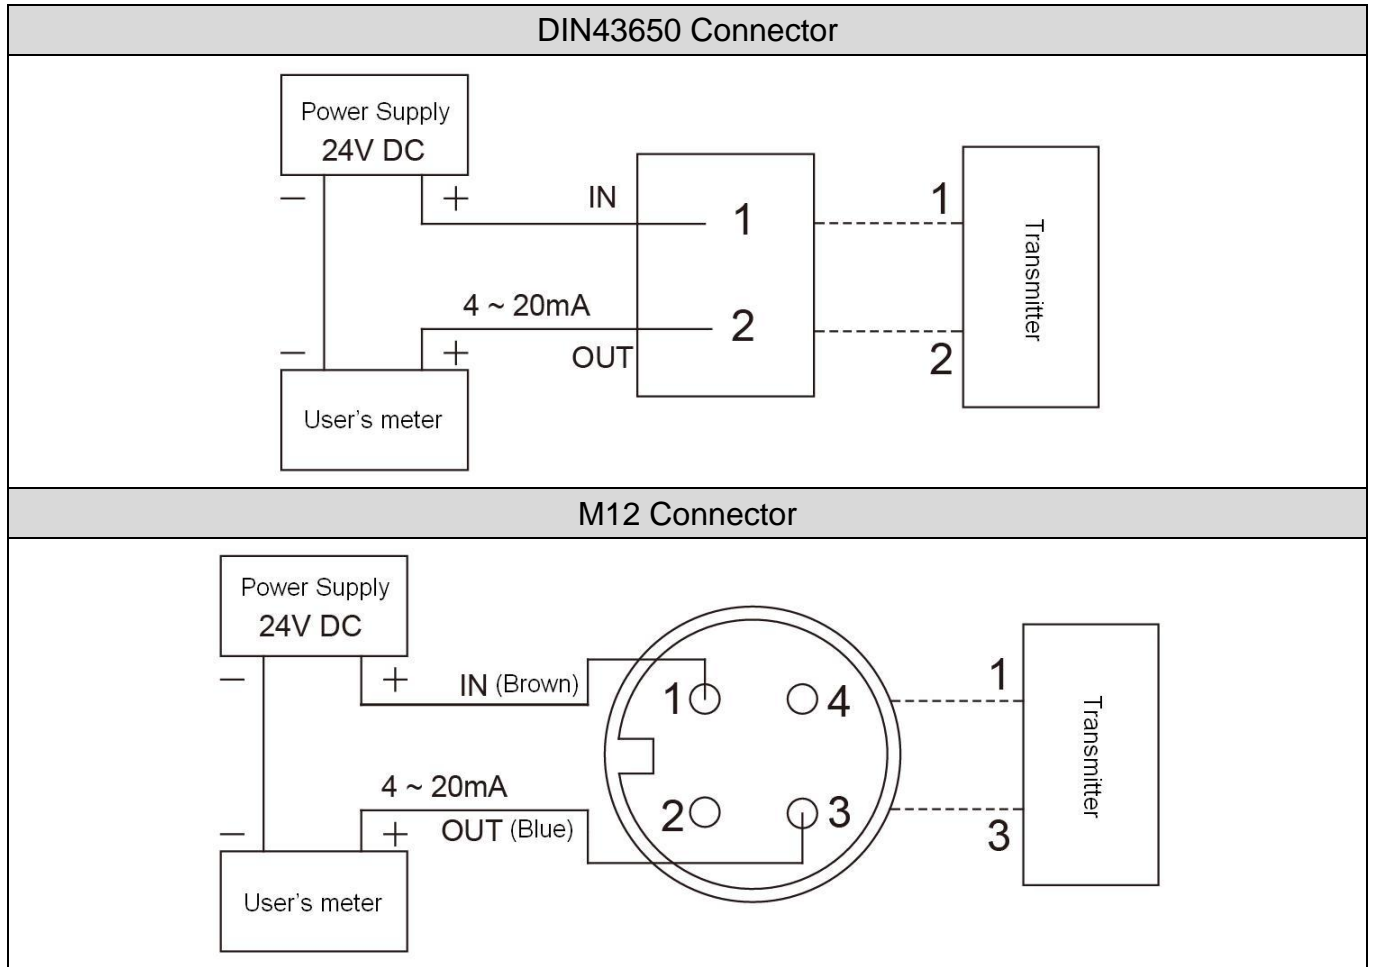 DIN43650 Connector
Power Supply
24V DC
− +
IN
1
1
4 ~ 20mA
2
OUT
2
− +
User's meter
Transmitter
M12 Connector
Power Supply
24V DC
− +
IN (Brown)
1
4
1
4 ~ 20mA
OUT (Blue)
2
3
3
− +
User's meter
Transmitter